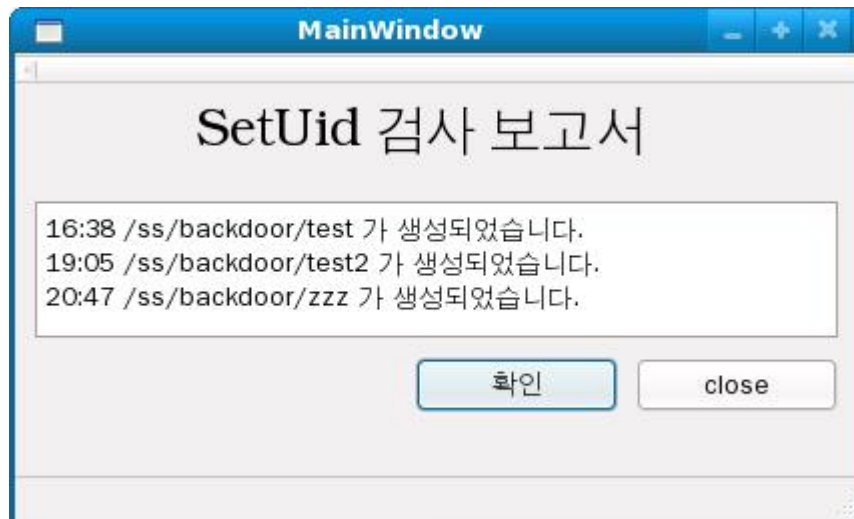 MainWindow
SetUid 검사 보고서
16:38 /ss/backdoor/test 가 생성되었습니다.
19:05 /ss/backdoor/test2 가 생성되었습니다.
20:47 /ss/backdoor/zzz 가 생성되었습니다.
확인 close